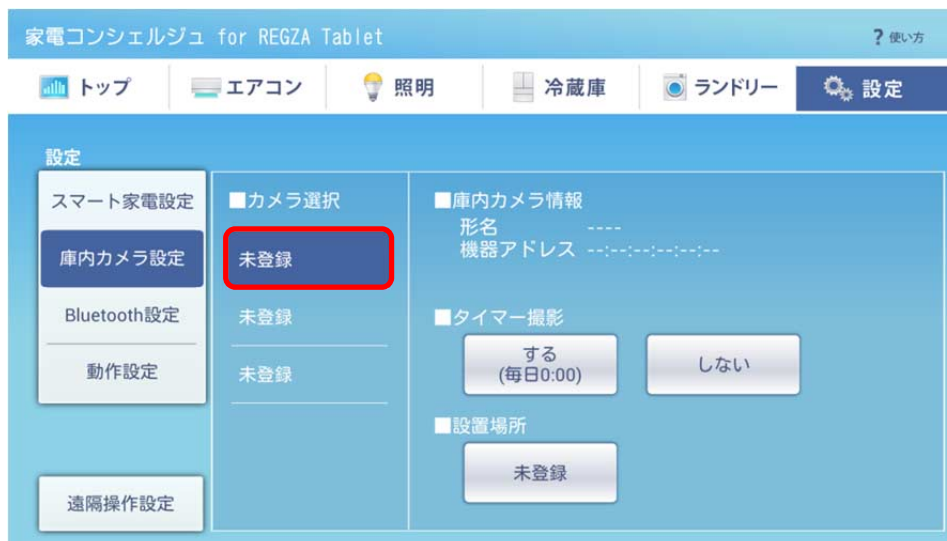 家電コンシェルジュ for REGZA Tablet
? 使い方
トップ
エアコン
照明
冷蔵庫
ランドリー
設定
設定
スマート家電設定
庫内カメラ設定
Bluetooth設定
動作設定
遠隔操作設定
■カメラ選択
未登録
未登録
未登録
■庫内カメラ情報
形名 ----
機器アドレス --:--:--:--:--:--
■タイマー撮影
する
(毎日0:00)
しない
■設置場所
未登録